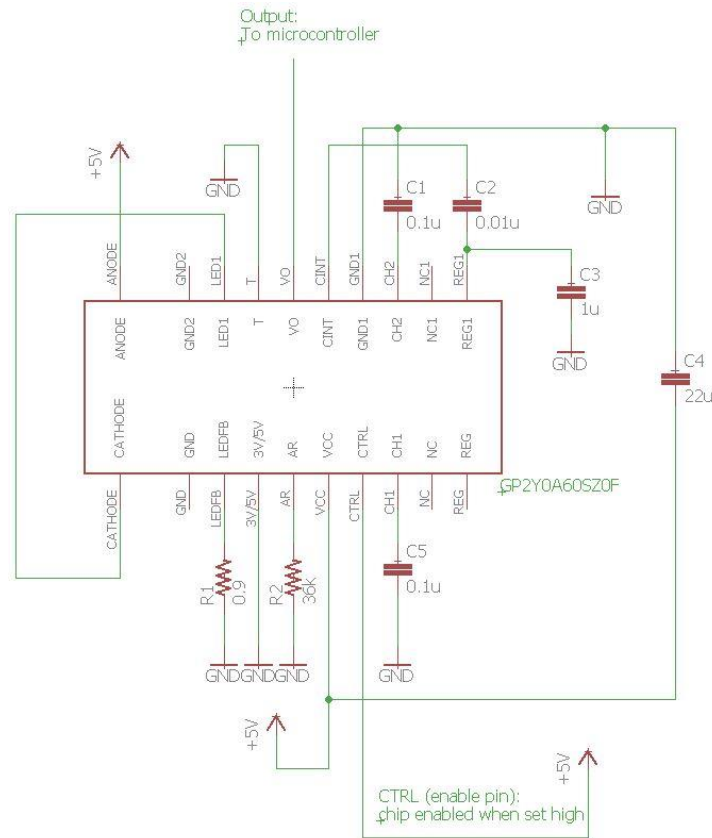 Output:
To microcontroller
+5V
GND
C1
0.1u
C2
0.01u
GND
ANODE
GND2
LED1
T
VO
CINT
GND1
CH2
NC1
REG1
C3
1u
GND
ANODE
GND2
LED1
T
VO
CINT
GND1
CH2
NC1
REG1
C4
22u
CATHODE
GND
LEDFB
3V/5V
AR
VCC
CTRL
CH1
NC
REG
GP2Y0A60SZ0F
CATHODE
GND
LEDFB
3V/5V
AR
VCC
CTRL
CH1
NC
REG
R1
0.9
R2
36K
C5
0.1u
GND
GND
GND
GND
+5V
+5V
CTRL (enable pin):
chip enabled when set high